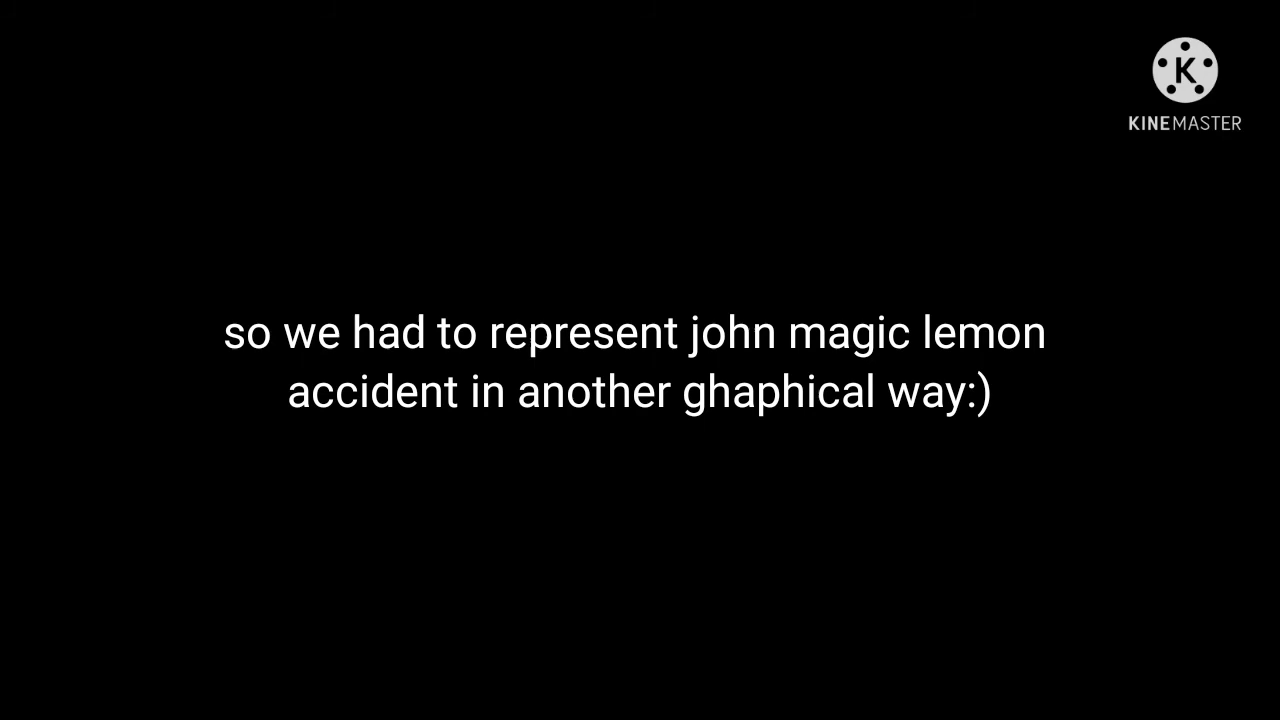 K
KINEMASTER
so we had to represent john magic lemon
accident in another ghaphical way:)